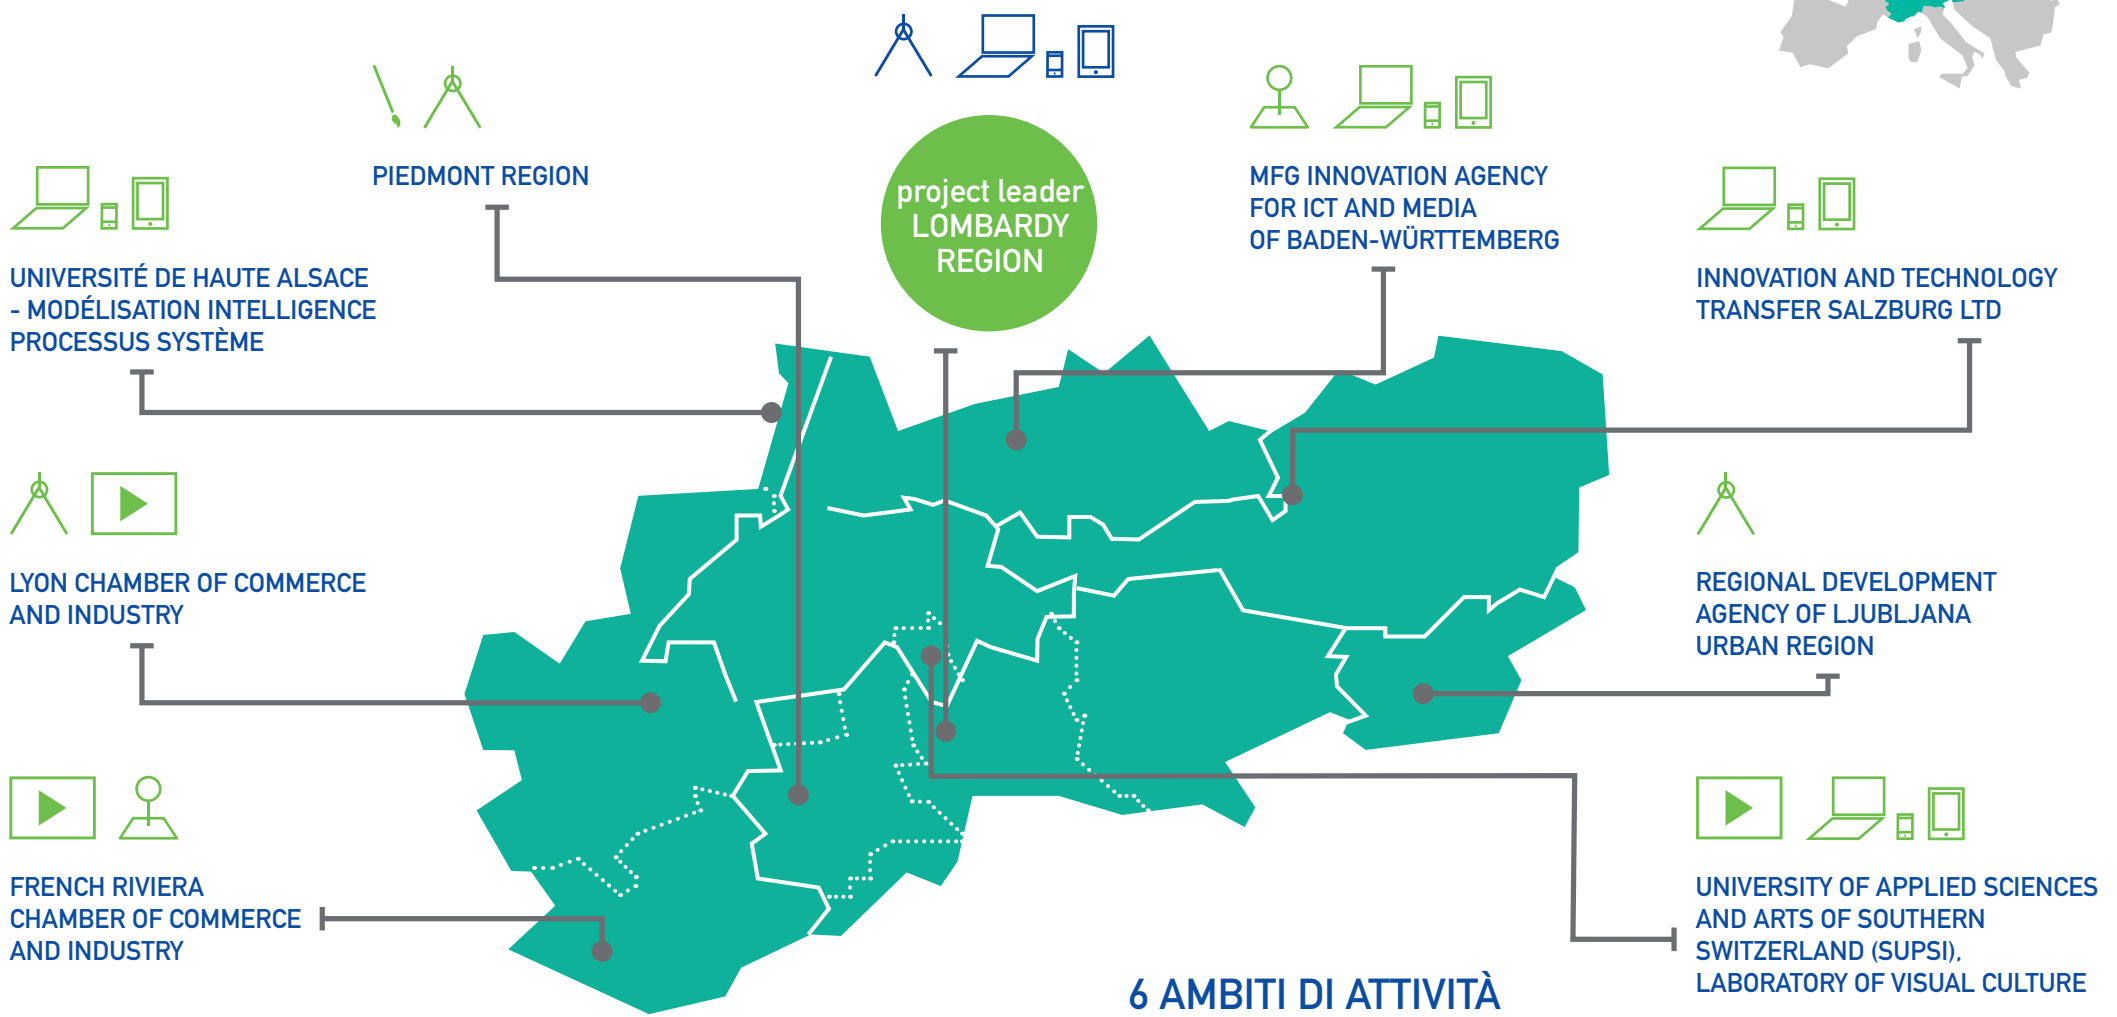 PIEDMONT REGION
project leader
LOMBARDY
REGION
MFG INNOVATION AGENCY
FOR ICT AND MEDIA
OF BADEN-WÜRTTEMBERG
UNIVERSITÉ DE HAUTE ALSACE
- MODÉLISATION INTELLIGENCE
PROCESSUS SYSTÈME
INNOVATION AND TECHNOLOGY
TRANSFER SALZBURG LTD
LYON CHAMBER OF COMMERCE
AND INDUSTRY
REGIONAL DEVELOPMENT
AGENCY OF LJUBLJANA
URBAN REGION
FRENCH RIVIERA
CHAMBER OF COMMERCE
AND INDUSTRY
UNIVERSITY OF APPLIED SCIENCES
AND ARTS OF SOUTHERN
SWITZERLAND (SUPSI),
LABORATORY OF VISUAL CULTURE
6 AMBITI DI ATTIVITÀ